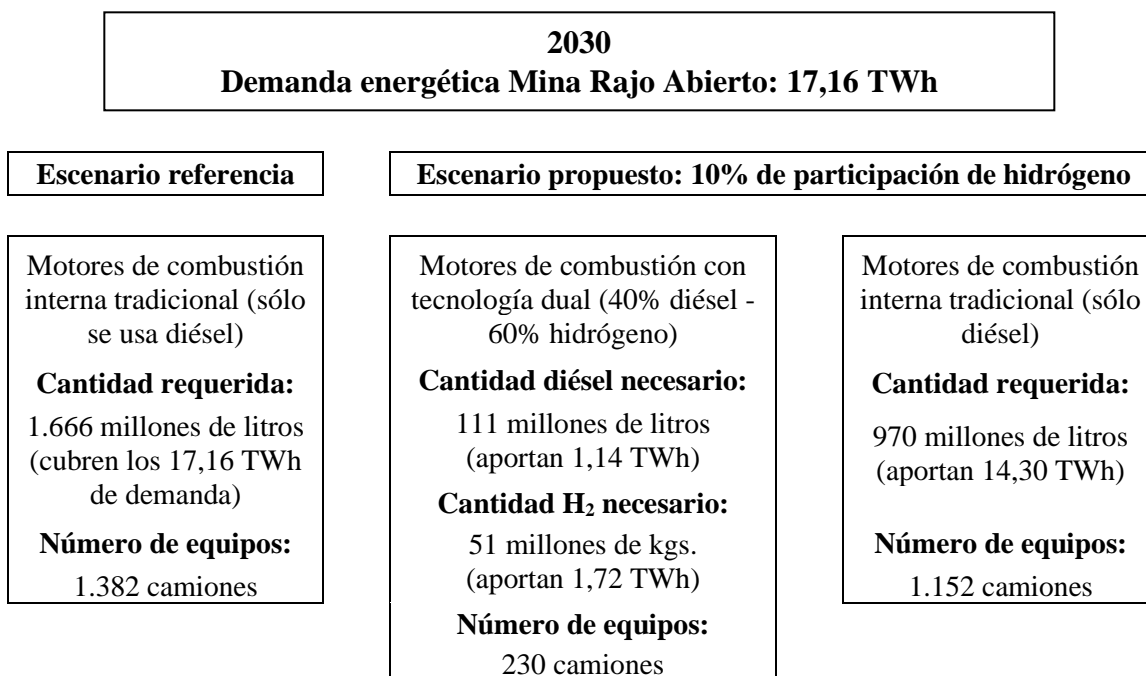 2030
Demanda energética Mina Rajo Abierto: 17,16 TWh
Escenario referencia
Escenario propuesto: 10% de participación de hidrógeno
Motores de combustión
interna tradicional (sólo
se usa diésel)
Cantidad requerida:
1.666 millones de litros
(cubren los 17,16 TWh
de demanda)
Número de equipos:
1.382 camiones
Motores de combustión con
tecnología dual (40% diésel -
60% hidrógeno)
Cantidad diésel necesario:
111 millones de litros
(aportan 1,14 TWh)
Cantidad H₂ necesario:
51 millones de kgs.
(aportan 1,72 TWh)
Número de equipos:
230 camiones
Motores de combustión
interna tradicional (sólo
diésel)
Cantidad requerida:
970 millones de litros
(aportan 14,30 TWh)
Número de equipos:
1.152 camiones